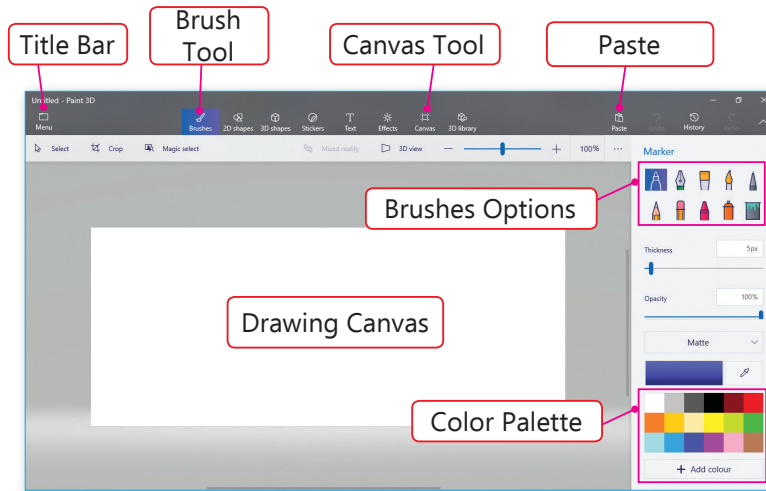 Title Bar
Brush
Tool
Canvas Tool
Paste
Untitled - Paint 3D
Menu
Brushes
2D shapes
3D shapes
Stickers
Text
Effects
Canvas
3D library
Paste
Undo
History
Redo
Select
Crop
Magic select
Mixed reality
3D view
100%
Marker
Brushes Options
Thickness
5px
Opacity
100%
Drawing Canvas
Matte
Color Palette
Add colour